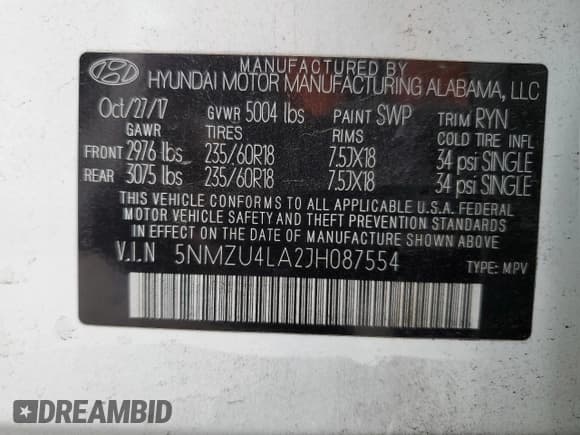 MANUFACTURED BY
HYUNDAI MOTOR MANUFACTURING ALABAMA, LLC
Oct/27/17 GVWR 5004 lbs PAINT SWP TRIM RYN
GAWR TIRES RIMS COLD TIRE INFL
FRONT 2976 lbs 235/60R18 7.5JX18 34 psi SINGLE
REAR 3075 lbs 235/60R18 7.5JX18 34 psi SINGLE
THIS VEHICLE CONFORMS TO ALL APPLICABLE U.S.A. FEDERAL
MOTOR VEHICLE SAFETY AND THEFT PREVENTION STANDARDS
IN EFFECT ON THE DATE OF MANUFACTURE SHOWN ABOVE.
V.I.N 5NMZU4LA2JH087554 TYPE: MPV
DREAMBID